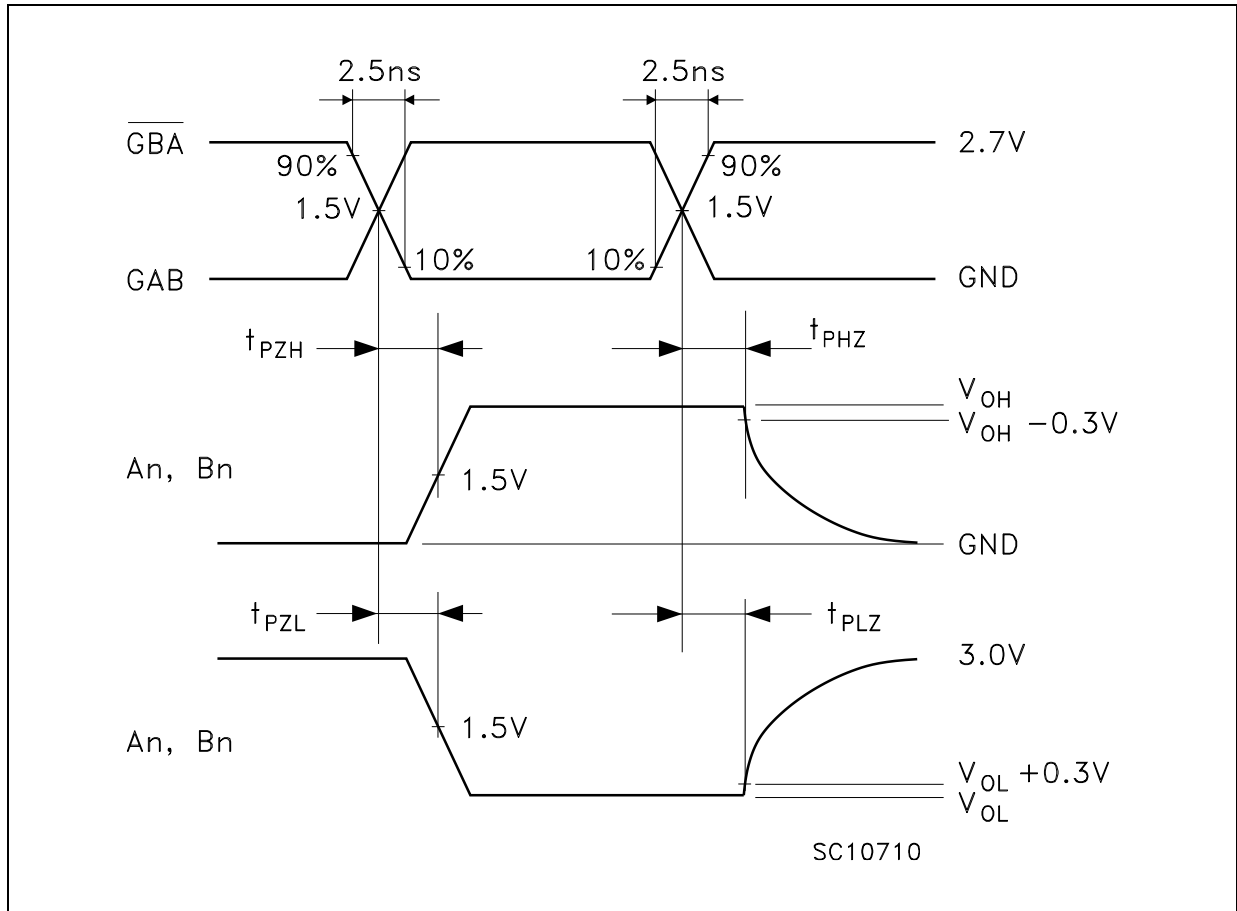 2.5ns 2.5ns
GBA 2.7V
90% 90%
1.5V 1.5V
10% 10%
GAB GND
tPZH tPHZ
VOH
VOH −0.3V
An, Bn 1.5V
GND
tPZL tPLZ
3.0V
An, Bn 1.5V
VOL +0.3V
VOL
SC10710